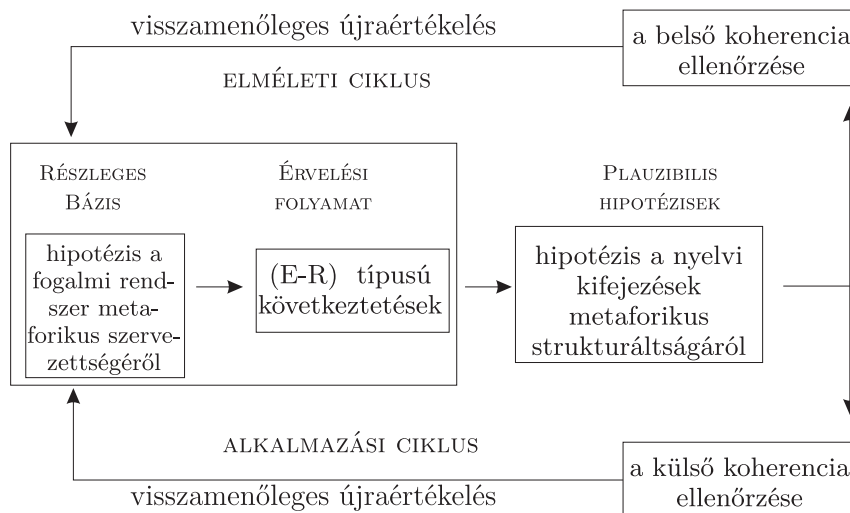 visszamenőleges újraértékelés
a belső koherencia
ellenőrzése
ELMÉLETI CIKLUS
RÉSZLEGES
BÁZIS
hipotézis a
fogalmi rend-
szer meta-
forikus szerve-
zettségéről
ÉRVELÉSI
FOLYAMAT
(E-R) típusú
következtetések
PLAUZIBILIS
HIPOTÉZISEK
hipotézis a nyelvi
kifejezések
metaforikus
strukturáltságáról
ALKALMAZÁSI CIKLUS
visszamenőleges újraértékelés
a külső koherencia
ellenőrzése